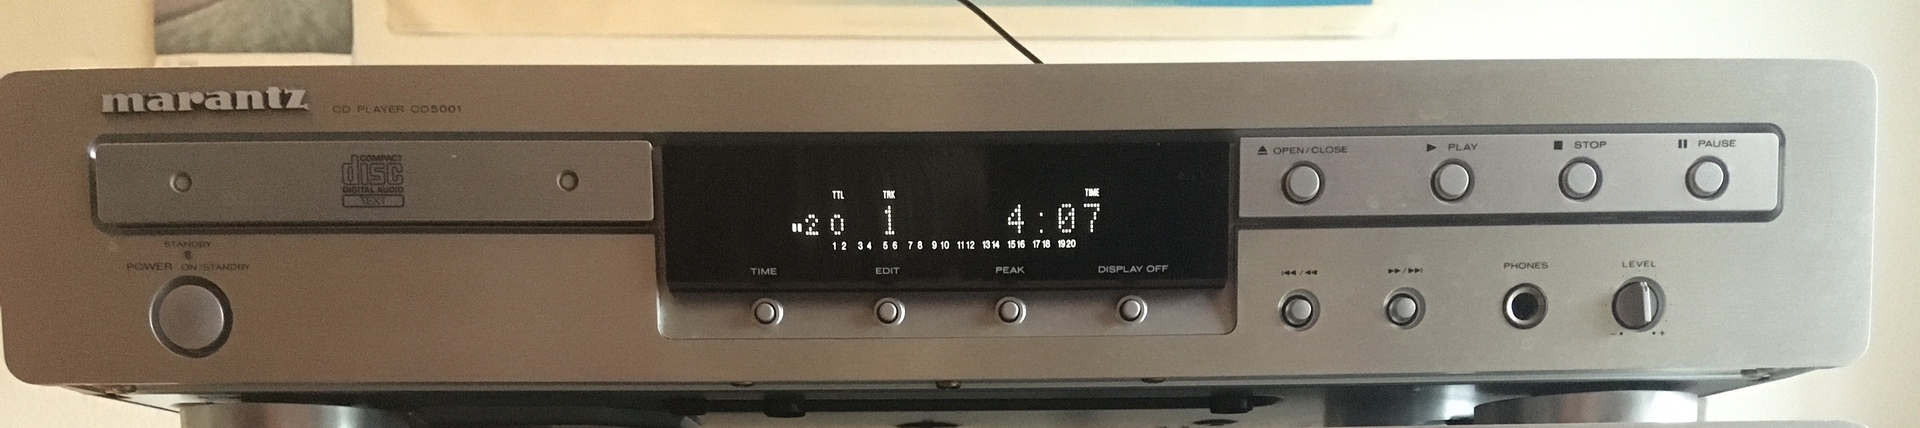 marantz CD PLAYER CD5001
COMPACT
disc
DIGITAL AUDIO
TEXT
STANDBY
POWER ON/STANDBY
TTL TRK TIME
20 1 4:07
1 2 3 4 5 6 7 8 9 10 11 12 13 14 15 16 17 18 19 20
TIME EDIT PEAK DISPLAY OFF
OPEN/CLOSE PLAY STOP PAUSE
PHONES LEVEL
- +